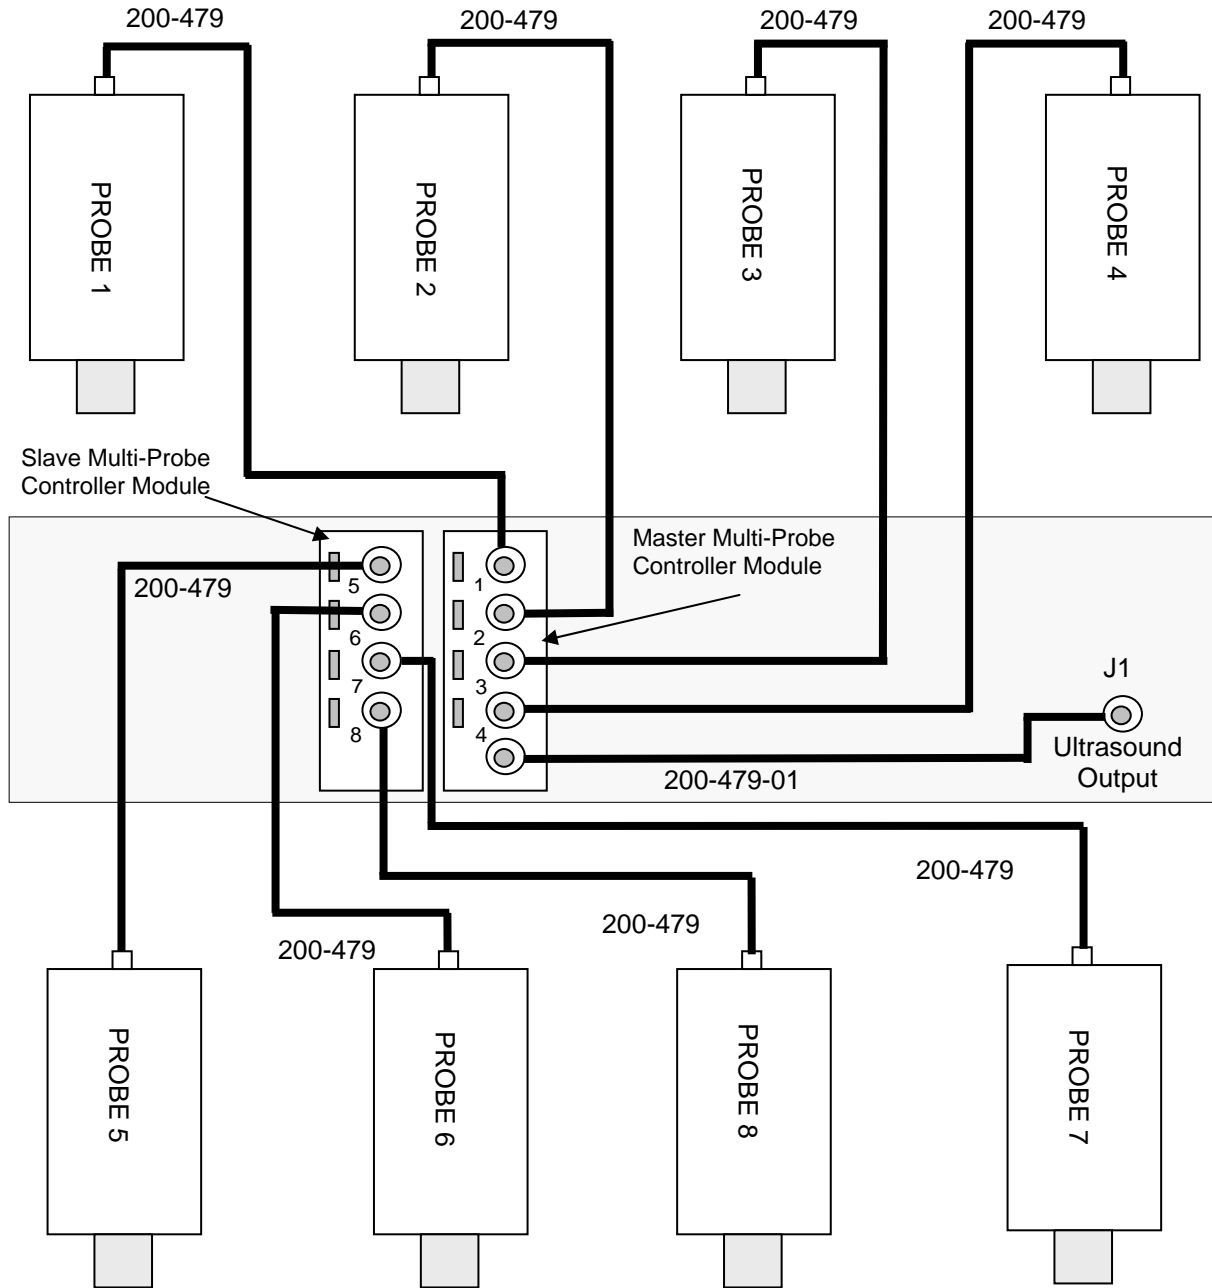 200-479
200-479
200-479
200-479
PROBE 1
PROBE 2
PROBE 3
PROBE 4
Slave Multi-Probe
Controller Module
Master Multi-Probe
Controller Module
200-479
5
6
7
8
1
2
3
4
J1
Ultrasound
Output
200-479-01
200-479
200-479
200-479
PROBE 5
PROBE 6
PROBE 8
PROBE 7